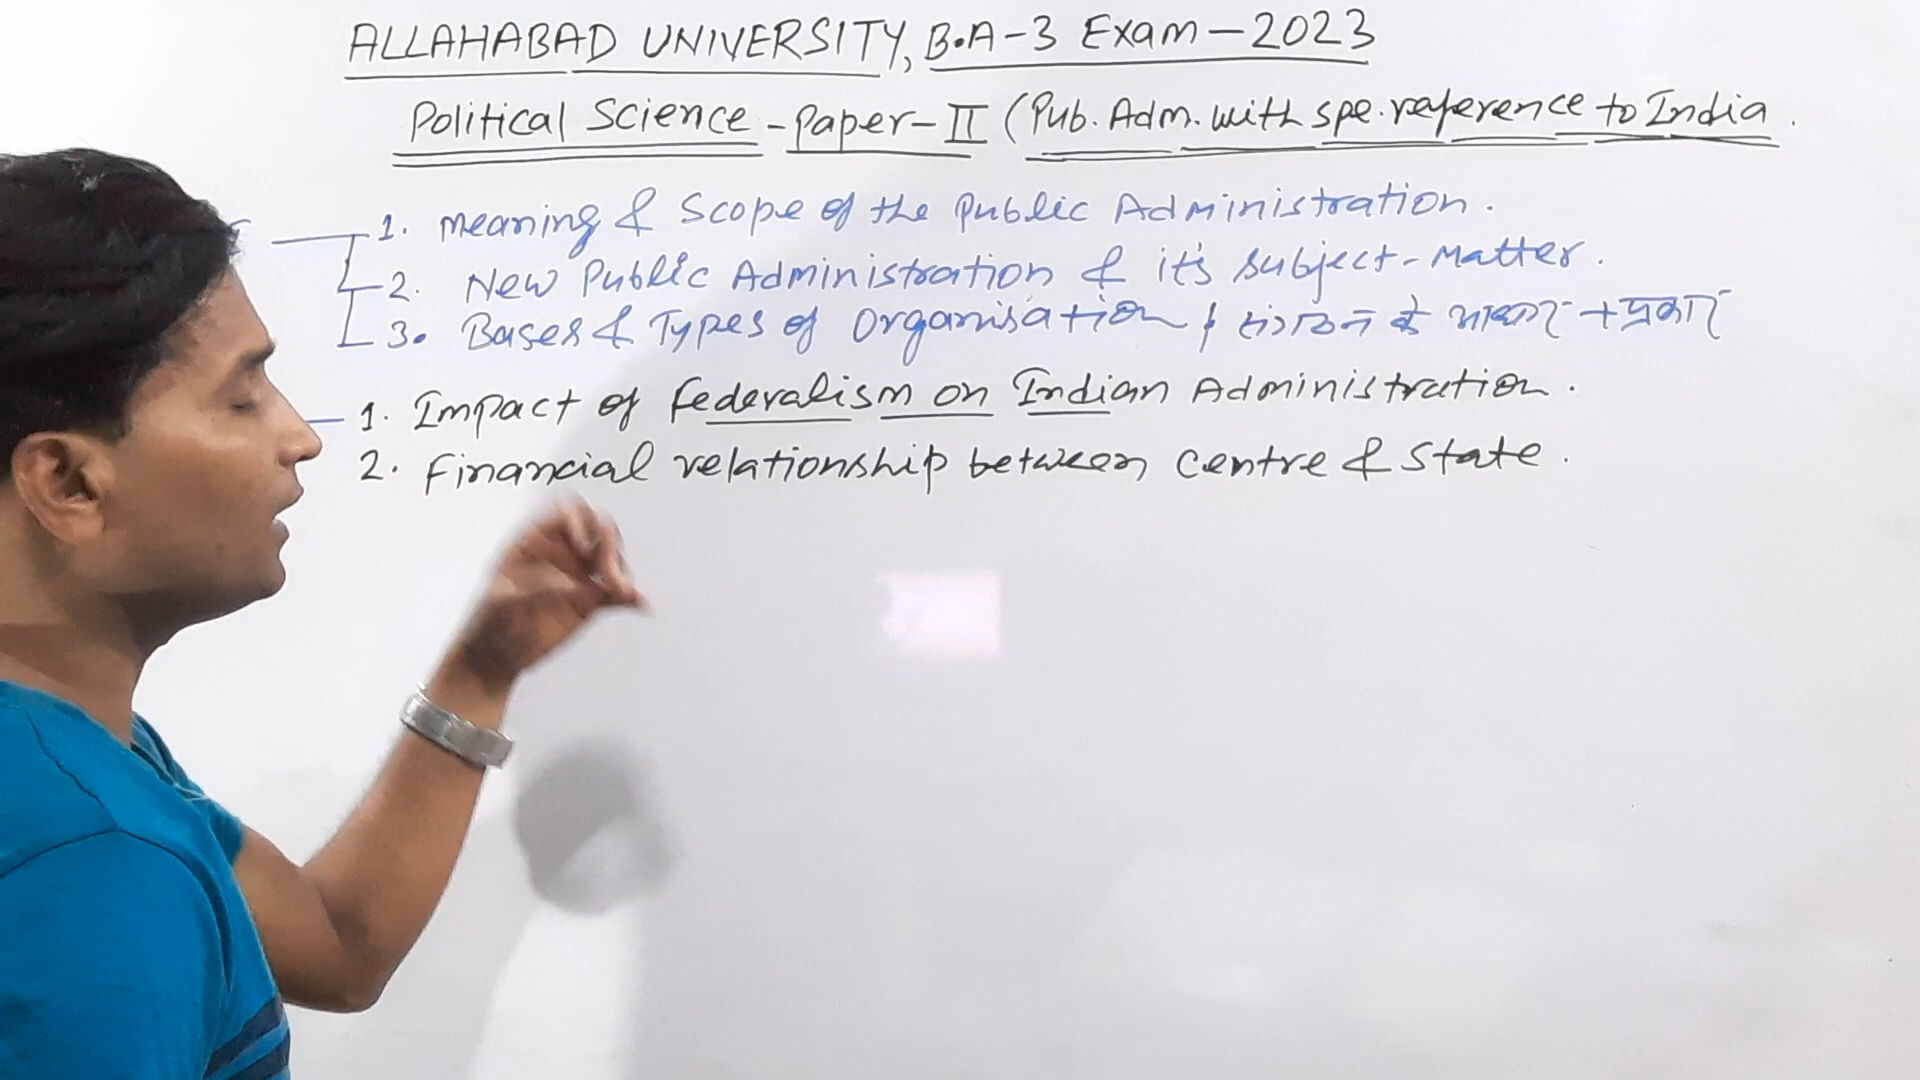 ALLAHABAD UNIVERSITY, B.A-3 Exam-2023
Political Science - Paper-II (Pub. Adm. with spe. reference to India.
1. Meaning & Scope of the Public Administration.
2. New Public Administration & it's subject-Matter.
3. Bases & Types of Organisation संगठन के आधार + प्रकार
1. Impact of federalism on Indian Administration.
2. Financial relationship between Centre & State.